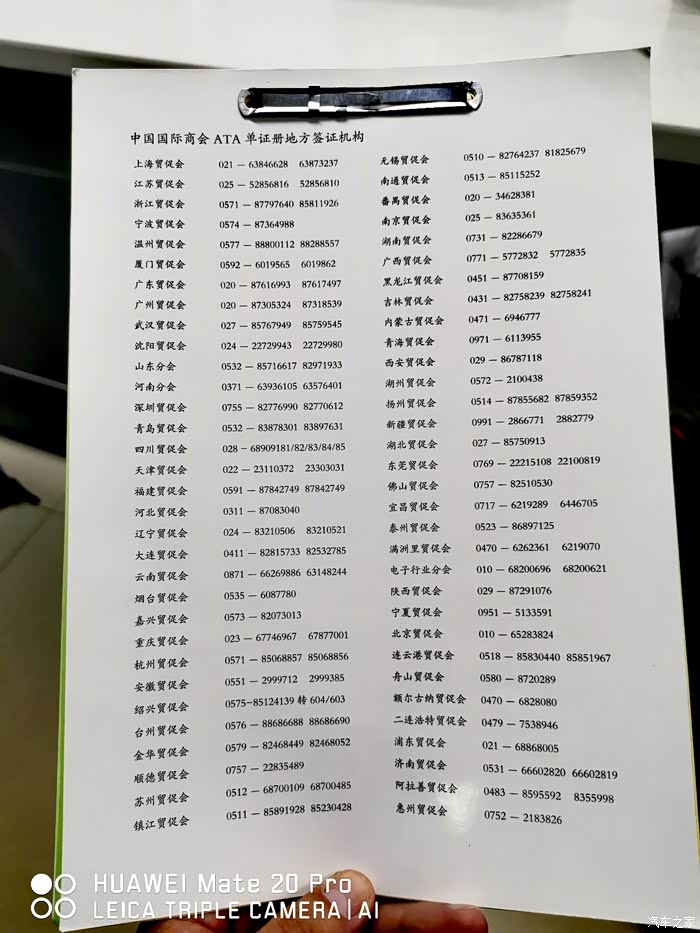 中国国际商会 ATA 单证册地方签证机构
上海贸促会 021 — 63846628 63873237
江苏贸促会 025 — 52856816 52856810
浙江贸促会 0571 — 87797640 85811926
宁波贸促会 0574 — 87364988
温州贸促会 0577 — 88800112 88288557
厦门贸促会 0592 — 6019565 6019862
广东贸促会 020 — 87616993 87617497
广州贸促会 020 — 87305324 87318539
武汉贸促会 027 — 85767949 85759545
沈阳贸促会 024 — 22729943 22729980
山东分会 0532 — 85716617 82971933
河南分会 0371 — 63936105 63576401
深圳贸促会 0755 — 82776990 82770612
青岛贸促会 0532 — 83878301 83897631
四川贸促会 028 – 68909181/82/83/84/85
天津贸促会 022 — 23110372 23303031
福建贸促会 0591 — 87842749 87842749
河北贸促会 0311 — 87083040
辽宁贸促会 024 — 83210506 83210521
大连贸促会 0411 — 82815733 82532785
云南贸促会 0871 — 66269886 63148244
烟台贸促会 0535 — 6087780
嘉兴贸促会 0573 — 82073013
重庆贸促会 023 — 67746967 67877001
杭州贸促会 0571 — 85068857 85068856
安徽贸促会 0551 — 2999712 2999385
绍兴贸促会 0575-85124139 转 604/603
台州贸促会 0576 — 88686688 88686690
金华贸促会 0579 — 82468449 82468052
顺德贸促会 0757 — 22835489
苏州贸促会 0512 — 68700109 68700485
镇江贸促会 0511 — 85891928 85230428
无锡贸促会 0510 — 82764237 81825679
南通贸促会 0513 — 85115252
番禺贸促会 020 — 34628381
南京贸促会 025 — 83635361
湖南贸促会 0731 — 82286679
广西贸促会 0771 — 5772832 5772835
黑龙江贸促会 0451 — 87708159
吉林贸促会 0431 — 82758239 82758241
内蒙古贸促会 0471 — 6946777
青海贸促会 0971 — 6113955
西安贸促会 029 — 86787118
湖州贸促会 0572 — 2100438
扬州贸促会 0514 — 87855682 87859352
新疆贸促会 0991 — 2866771 2882779
湖北贸促会 027 — 85750913
东莞贸促会 0769 — 22215108 22100819
佛山贸促会 0757 — 82510530
宜昌贸促会 0717 — 6219289 6446705
泰州贸促会 0523 — 86897125
满洲里贸促会 0470 — 6262361 6219070
电子行业分会 010 — 68200696 68200621
陕西贸促会 029 — 87291076
宁夏贸促会 0951 — 5133591
北京贸促会 010 — 65283824
连云港贸促会 0518 — 85830440 85851967
舟山贸促会 0580 — 8720289
额尔古纳贸促会 0470 — 6828080
二连浩特贸促会 0479 — 7538946
浦东贸促会 021 — 68868005
济南贸促会 0531 — 66602820 66602819
阿拉善贸促会 0483 — 8595592 8355998
惠州贸促会 0752 — 2183826
HUAWEI Mate 20 Pro
LEICA TRIPLE CAMERA | AI
汽车之家